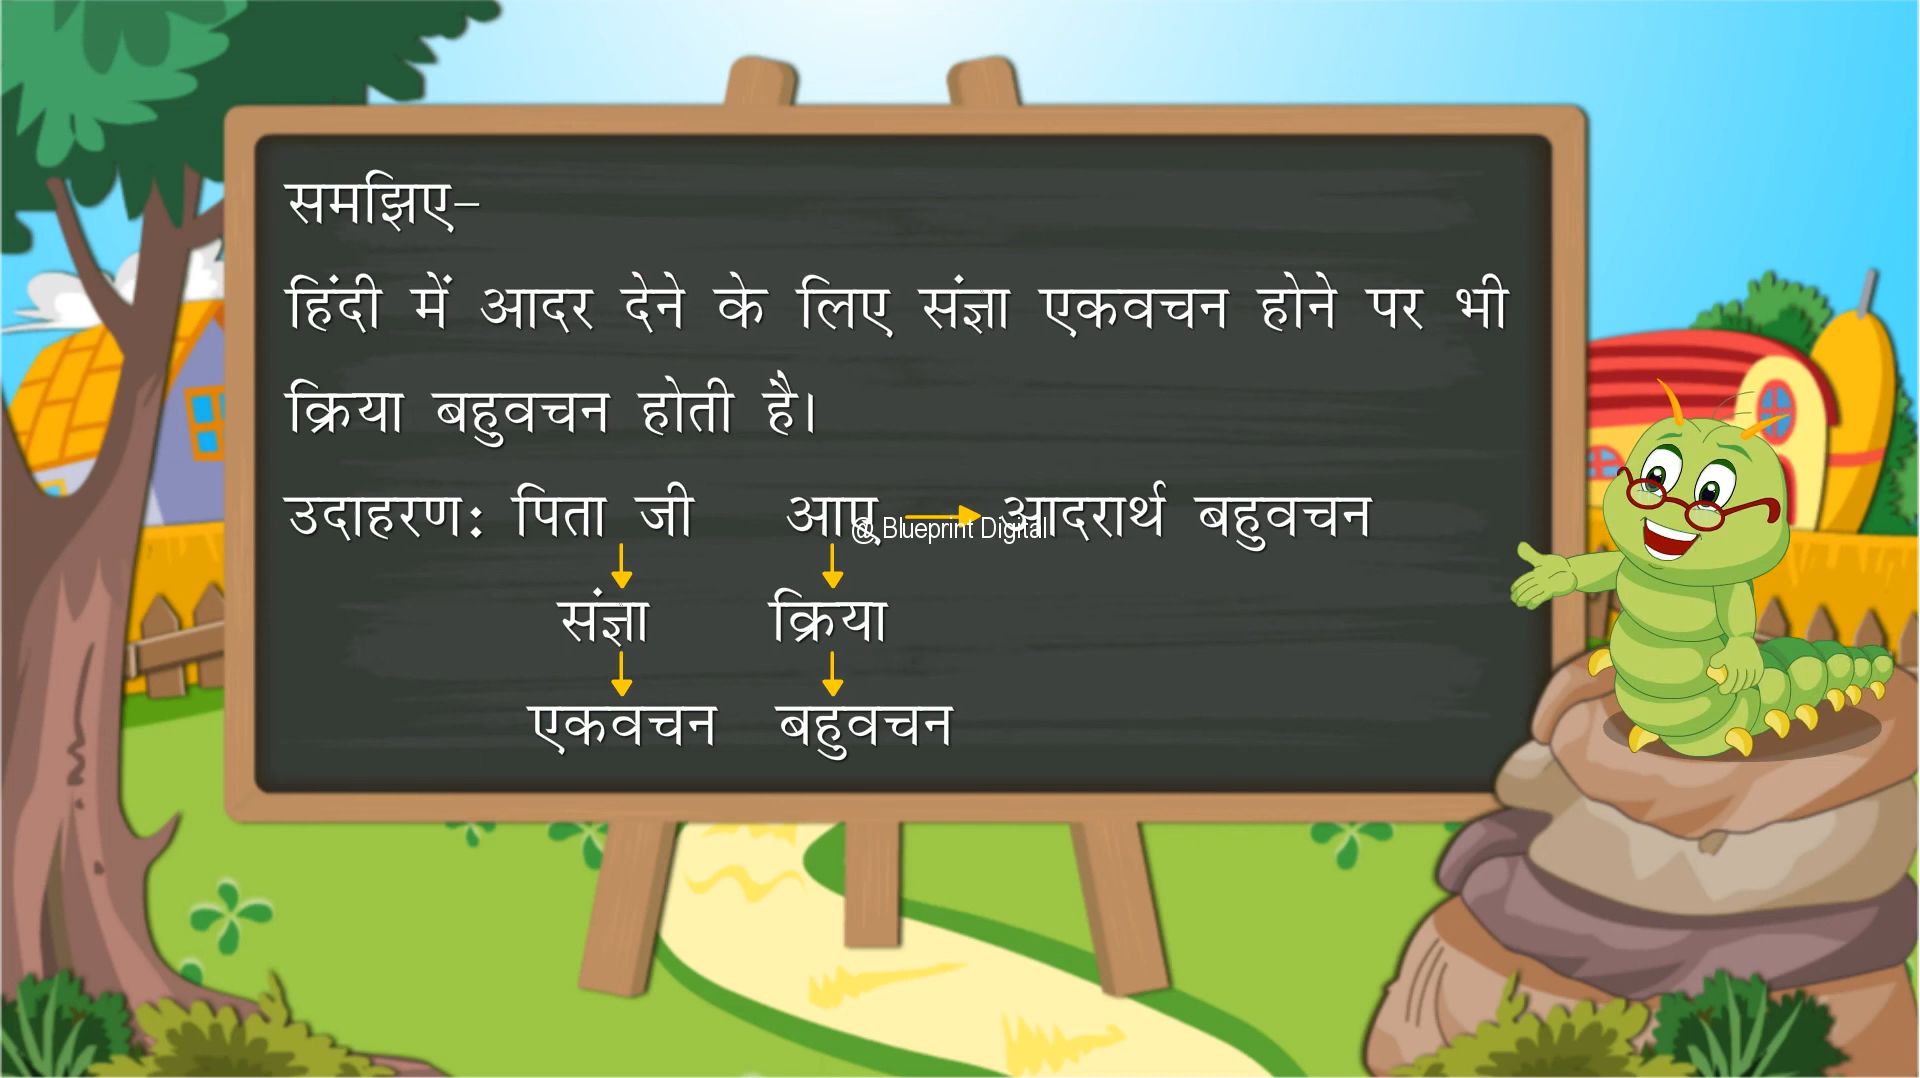 समझिए-
हिंदी में आदर देने के लिए संज्ञा एकवचन होने पर भी
क्रिया बहुवचन होती है।
उदाहरण: पिता जी आए आदरार्थ बहुवचन
@ Blueprint Digital
संज्ञा क्रिया
एकवचन बहुवचन